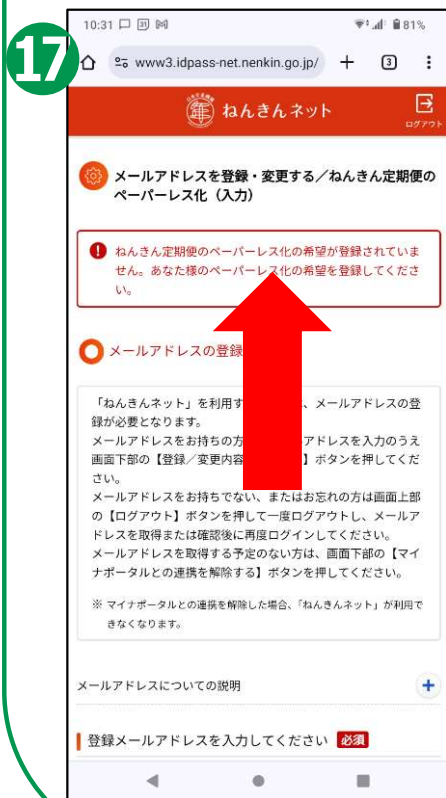 17
10:31 31 81%
www3.idpass-net.nenkin.go.jp/ + 3
年 ねんきんネット
ログアウト
メールアドレスを登録・変更する／ねんきん定期便の
ペーパーレス化（入力）
ねんきん定期便のペーパーレス化の希望が登録されていま
せん。あなた様のペーパーレス化の希望を登録してくださ
い。
メールアドレスの登録
「ねんきんネット」を利用す 、メールアドレスの登
録が必要となります。
メールアドレスをお持ちの方 アドレスを入力のうえ
画面下部の【登録／変更内容 】ボタンを押してくだ
さい。
メールアドレスをお持ちでない、またはお忘れの方は画面上部
の【ログアウト】ボタンを押して一度ログアウトし、メールア
ドレスを取得または確認後に再度ログインしてください。
メールアドレスを取得する予定のない方は、画面下部の【マイ
ナポータルとの連携を解除する】ボタンを押してください。
※ マイナポータルとの連携を解除した場合、「ねんきんネット」が利用で
きなくなります。
メールアドレスについての説明 +
登録メールアドレスを入力してください 必須